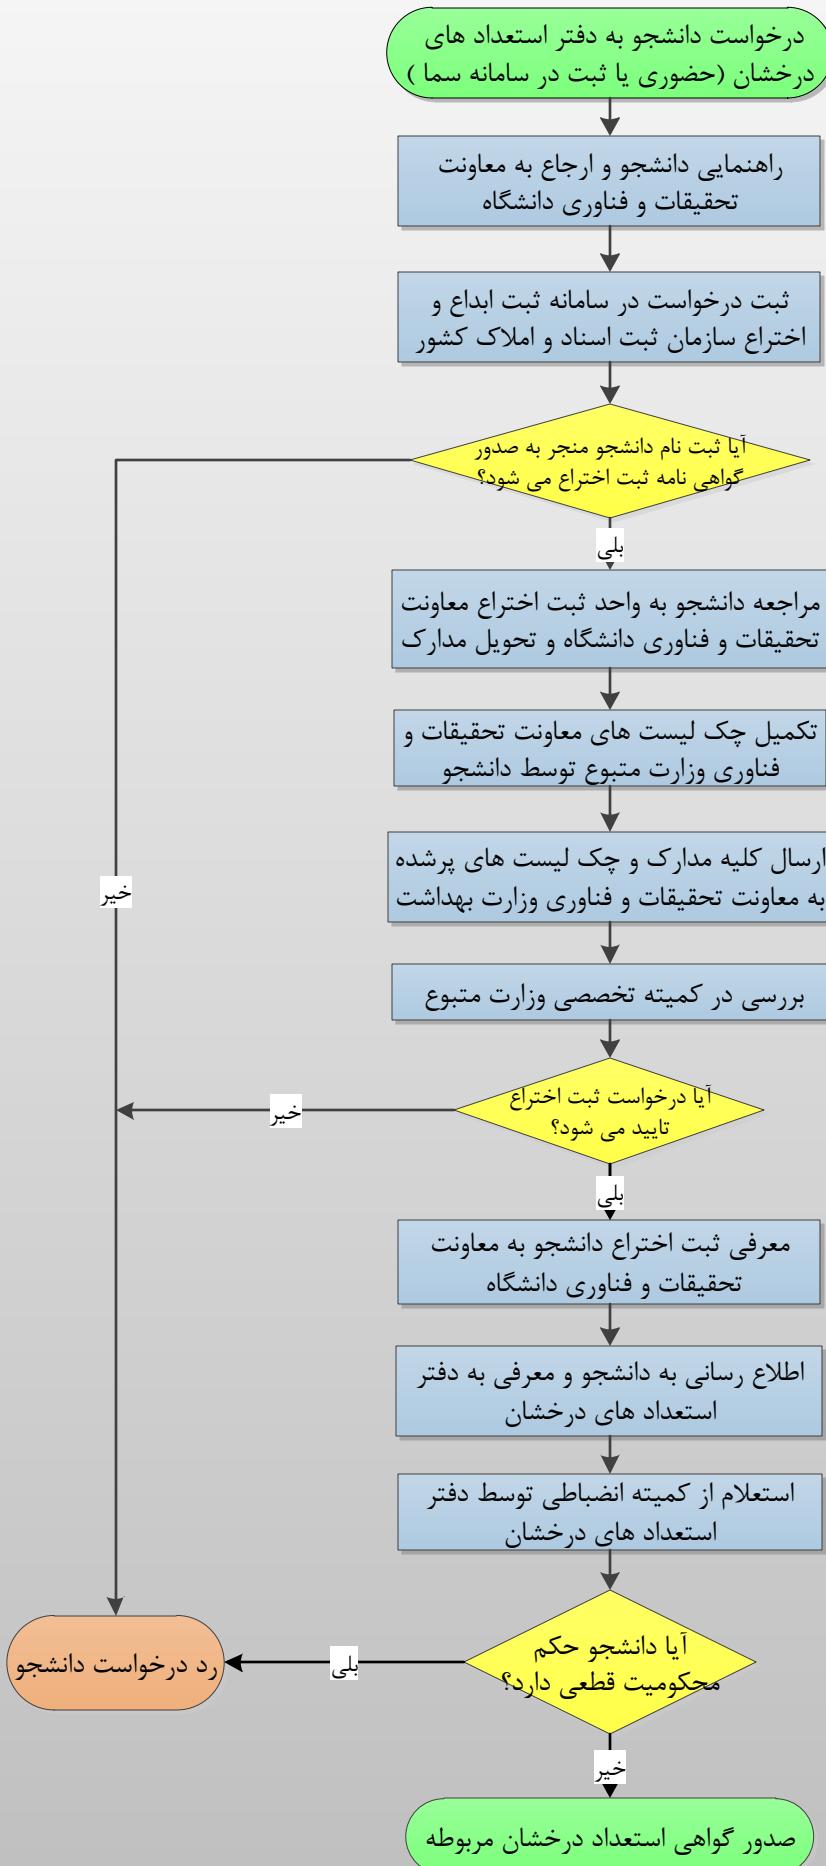 درخواست دانشجو به دفتر استعداد های
درخشان (حضوری یا ثبت در سامانه سما )
راهنمایی دانشجو و ارجاع به معاونت
تحقیقات و فناوری دانشگاه
ثبت درخواست در سامانه ثبت ابداع و
اختراع سازمان ثبت اسناد و املاک کشور
آیا ثبت نام دانشجو منجر به صدور
گواهی نامه ثبت اختراع می شود؟
بلی
مراجعه دانشجو به واحد ثبت اختراع معاونت
تحقیقات و فناوری دانشگاه و تحویل مدارک
تکمیل چک لیست های معاونت تحقیقات و
فناوری وزارت متبوع توسط دانشجو
ارسال کلیه مدارک و چک لیست های پرشده
به معاونت تحقیقات و فناوری وزارت بهداشت
خیر
بررسی در کمیته تخصصی وزارت متبوع
آیا درخواست ثبت اختراع
تایید می شود؟
خیر
بلی
معرفی ثبت اختراع دانشجو به معاونت
تحقیقات و فناوری دانشگاه
اطلاع رسانی به دانشجو و معرفی به دفتر
استعداد های درخشان
استعلام از کمیته انضباطی توسط دفتر
استعداد های درخشان
آیا دانشجو حکم
محکومیت قطعی دارد؟
بلی
رد درخواست دانشجو
خیر
صدور گواهی استعداد درخشان مربوطه